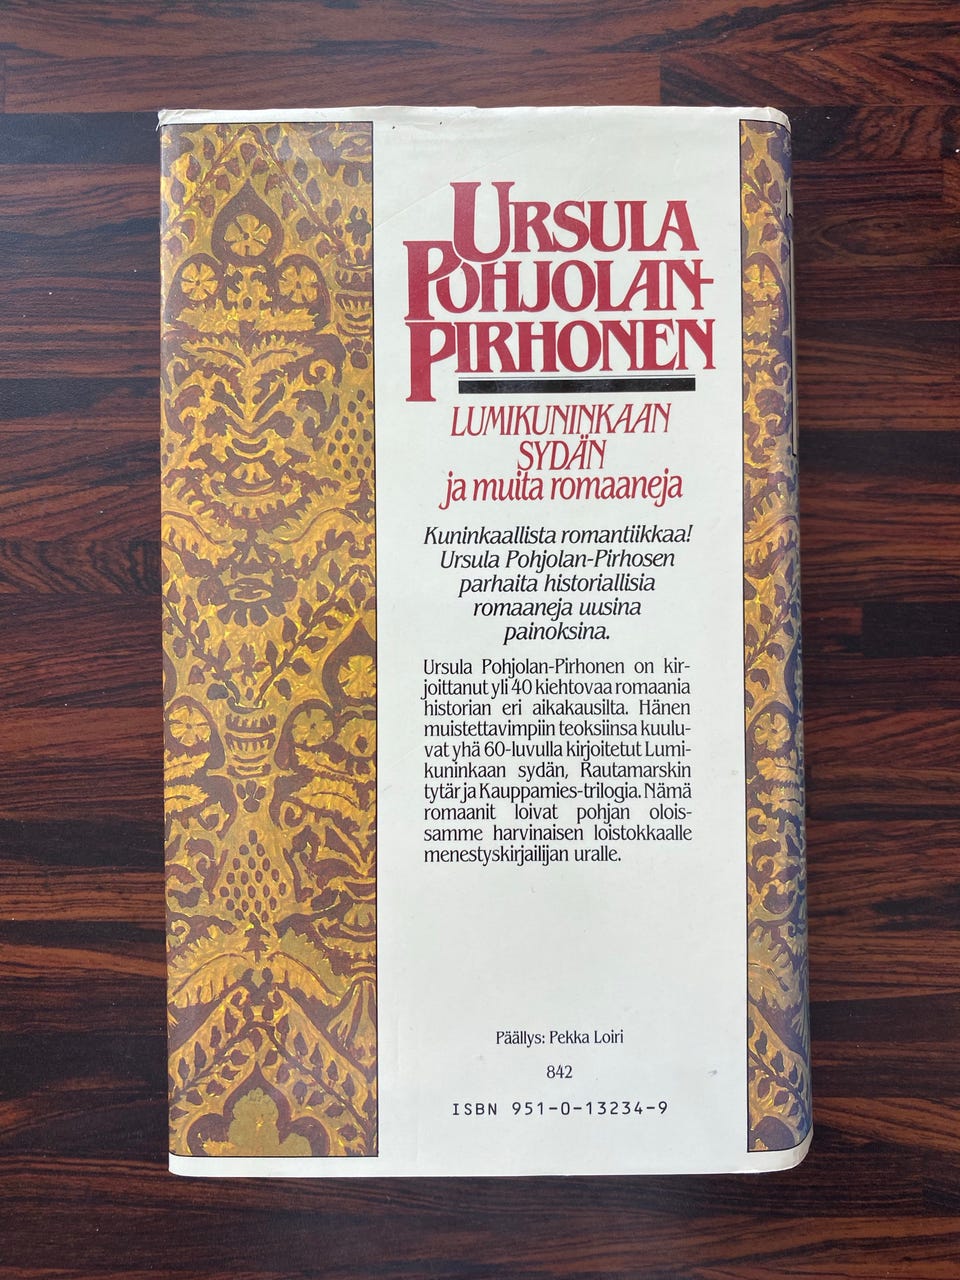 URSULA
POHJOLAN-
PIRHONEN
LUMIKUNINKAAN
SYDÄN
ja muita romaaneja
Kuninkaallista romantiikkaa!
Ursula Pohjolan-Pirhosen
parhaita historiallisia
romaaneja uusina
painoksina.
Ursula Pohjolan-Pirhonen on kir-
joittanut yli 40 kiehtovaa romaania
historian eri aikakausilta. Hänen
muistettavimpiin teoksiinsa kuulu-
vat yhä 60-luvulla kirjoitetut Lumi-
kuninkaan sydän, Rautamarskin
tytär ja Kauppamies-trilogia. Nämä
romaanit loivat pohjan olois-
samme harvinaisen loistokkaalle
menestyskirjailijan uralle.
Päällys: Pekka Loiri
842
ISBN 951-0-13234-9